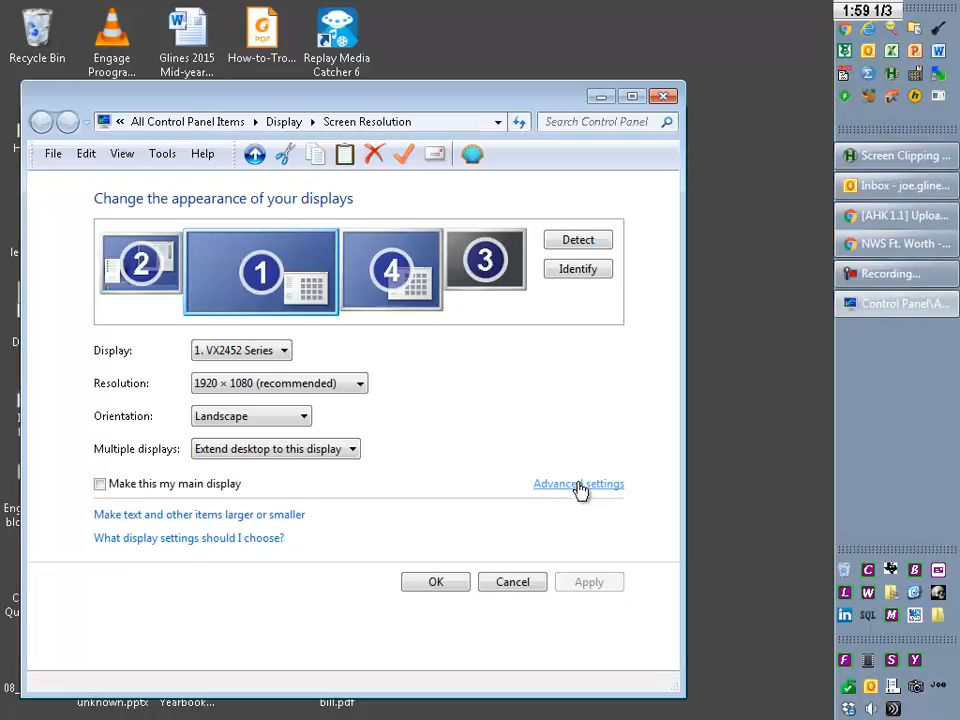 1:59 1/3
Recycle Bin
Engage
Progra...
Glines 2015
Mid-year...
How-to-Tro...
Replay Media
Catcher 6
All Control Panel Items
Display
Screen Resolution
Search Control Panel
File
Edit
View
Tools
Help
Change the appearance of your displays
2
1
4
3
Detect
Identify
Display:
1. VX2452 Series
Resolution:
1920 × 1080 (recommended)
Orientation:
Landscape
Multiple displays:
Extend desktop to this display
Make this my main display
Advanced settings
Make text and other items larger or smaller
What display settings should I choose?
OK
Cancel
Apply
Screen Clipping ...
Inbox - joe.gline...
[AHK 1.1] Uploa...
NWS Ft. Worth -...
Recording...
Control Panel\A...
unknown.pptx
Yearbook...
bill.pdf